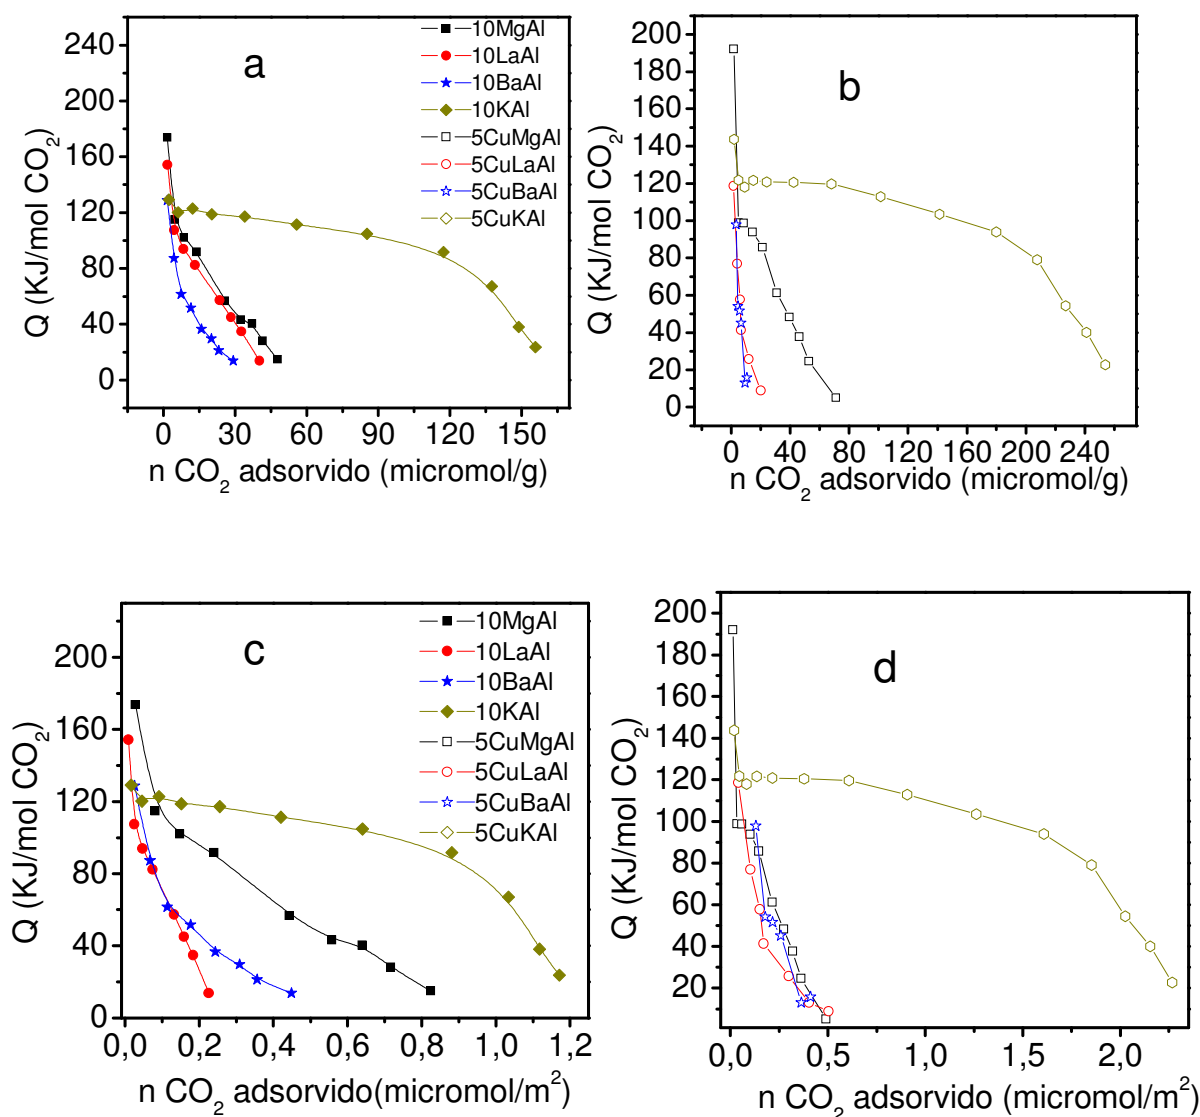 a
10MgAl
10LaAl
10BaAl
10KAl
5CuMgAl
5CuLaAl
5CuBaAl
5CuKAl
240
200
160
120
80
40
0
Q (KJ/mol CO2)
0 30 60 90 120 150
n CO2 adsorvido (micromol/g)
b
200
180
160
140
120
100
80
60
40
20
0
Q (KJ/mol CO2)
0 40 80 120 160 200 240
n CO2 adsorvido (micromol/g)
c
10MgAl
10LaAl
10BaAl
10KAl
5CuMgAl
5CuLaAl
5CuBaAl
5CuKAl
200
160
120
80
40
0
Q (KJ/mol CO2)
0,0 0,2 0,4 0,6 0,8 1,0 1,2
n CO2 adsorvido(micromol/m2)
d
200
180
160
140
120
100
80
60
40
20
Q (KJ/mol CO2)
0,0 0,5 1,0 1,5 2,0
n CO2 adsorvido (micromol/m2)